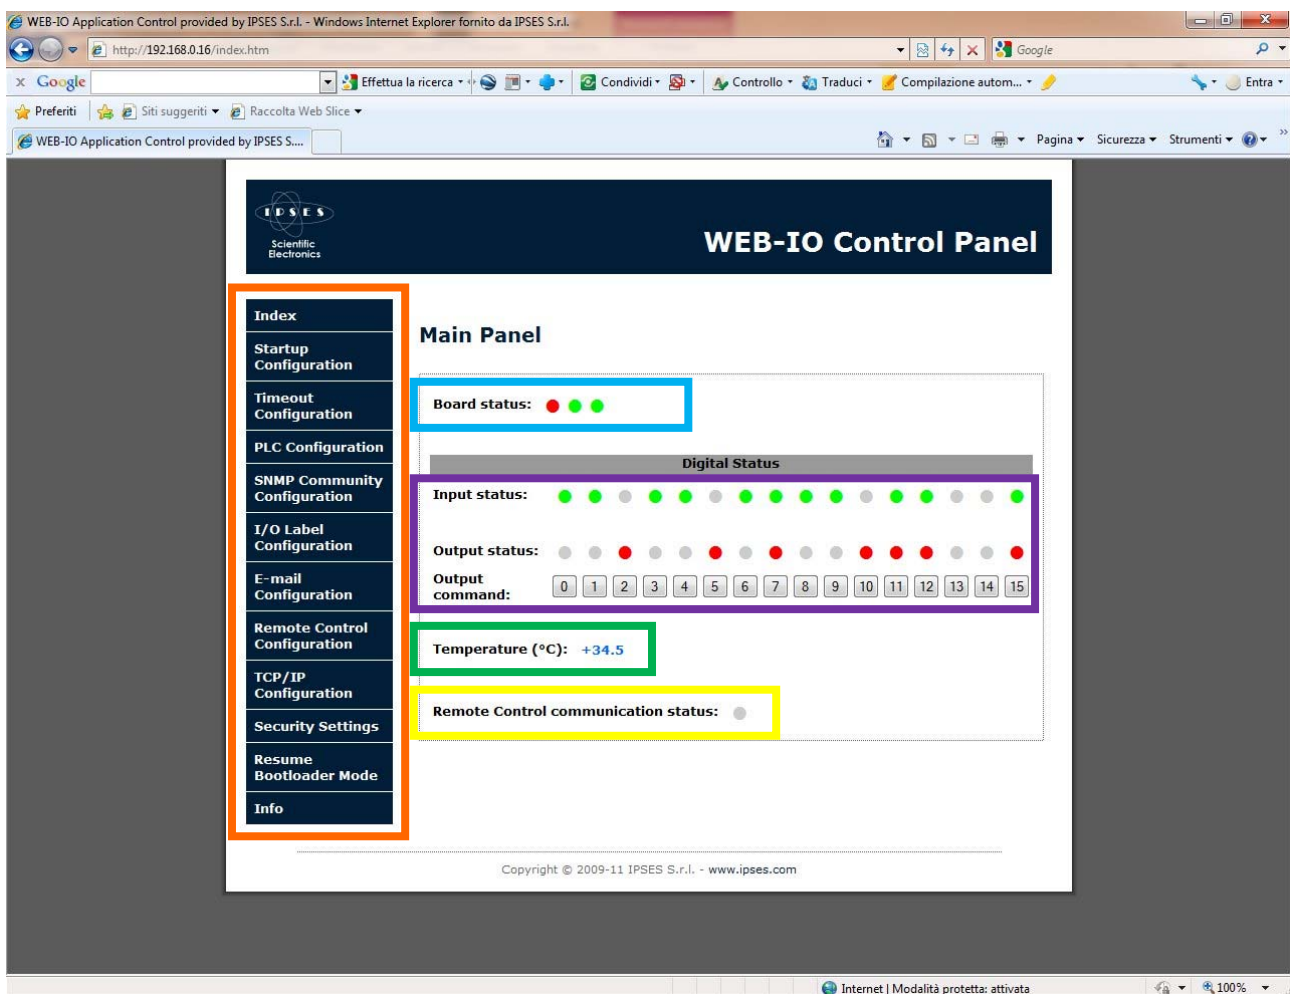 WEB-IO Application Control provided by IPSES S.r.l. - Windows Internet Explorer fornito da IPSES S.r.l.
http://192.168.0.16/index.htm
Google
x Google
Effettua la ricerca
Condividi
Controllo
Traduci
Compilazione autom...
Entra
Preferiti
Siti suggeriti
Raccolta Web Slice
WEB-IO Application Control provided by IPSES S....
Pagina
Sicurezza
Strumenti
IPSES
Scientific
Electronics
WEB-IO Control Panel
Index
Startup
Configuration
Timeout
Configuration
PLC Configuration
SNMP Community
Configuration
I/O Label
Configuration
E-mail
Configuration
Remote Control
Configuration
TCP/IP
Configuration
Security Settings
Resume
Bootloader Mode
Info
Main Panel
Board status:
Digital Status
Input status:
Output status:
Output
command:
0 1 2 3 4 5 6 7 8 9 10 11 12 13 14 15
Temperature (°C): +34.5
Remote Control communication status:
Copyright © 2009-11 IPSES S.r.l. - www.ipses.com
Internet | Modalità protetta: attivata
100%